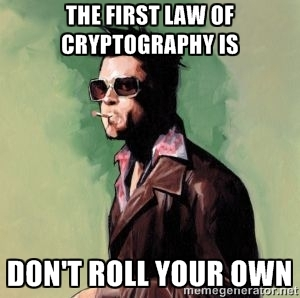 THE FIRST LAW OF
CRYPTOGRAPHY IS
DON'T ROLL YOUR OWN
memegenerator.net